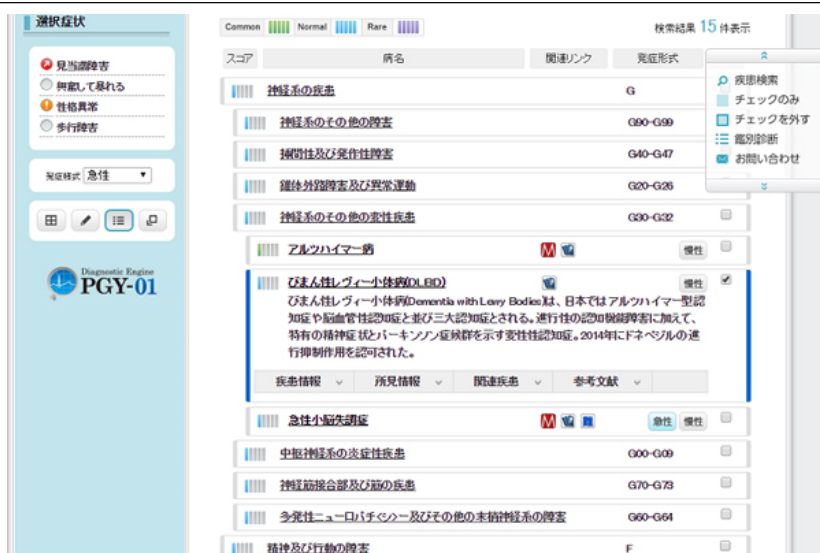 選択症状
見当識障害
興奮して暴れる
性格異常
歩行障害
発症様式 急性
Diagnostic Engine
PGY-01
Common Normal Rare
検索結果 15 件表示
スコア 病名 関連リンク 発症形式
神経系の疾患 G
神経系のその他の障害 G90-G99
挿間性及び発作性障害 G40-G47
錐体外路障害及び異常運動 G20-G26
神経系のその他の変性疾患 G30-G32
アルツハイマー病 M 慢性
びまん性レヴィー小体病(DLBD) 慢性
びまん性レヴィー小体病(Dementia with Lewy Bodies)は、日本ではアルツハイマー型認
知症や脳血管性認知症と並び三大認知症とされる。進行性の認知機能障害に加えて、
特有の精神症状とパーキンソン症候群を示す変性性認知症。2014年にドネペジルの進
行抑制作用を認可された。
疾患情報 所見情報 関連疾患 参考文献
急性小脳失調症 M 急性 慢性
中枢神経系の炎症性疾患 G00-G09
神経筋接合部及び筋の疾患 G70-G73
多発性ニューロパチ<シ>ー及びその他の末梢神経系の障害 G60-G64
精神及び行動の障害 F
疾患検索
チェックのみ
チェックを外す
鑑別診断
お問い合わせ